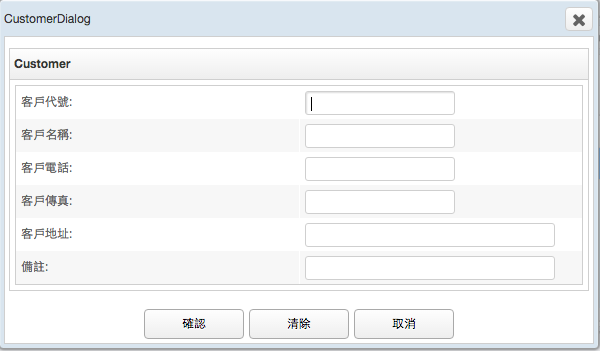 CustomerDialog
Customer
客戶代號:
客戶名稱:
客戶電話:
客戶傳真:
客戶地址:
備註:
確認 清除 取消